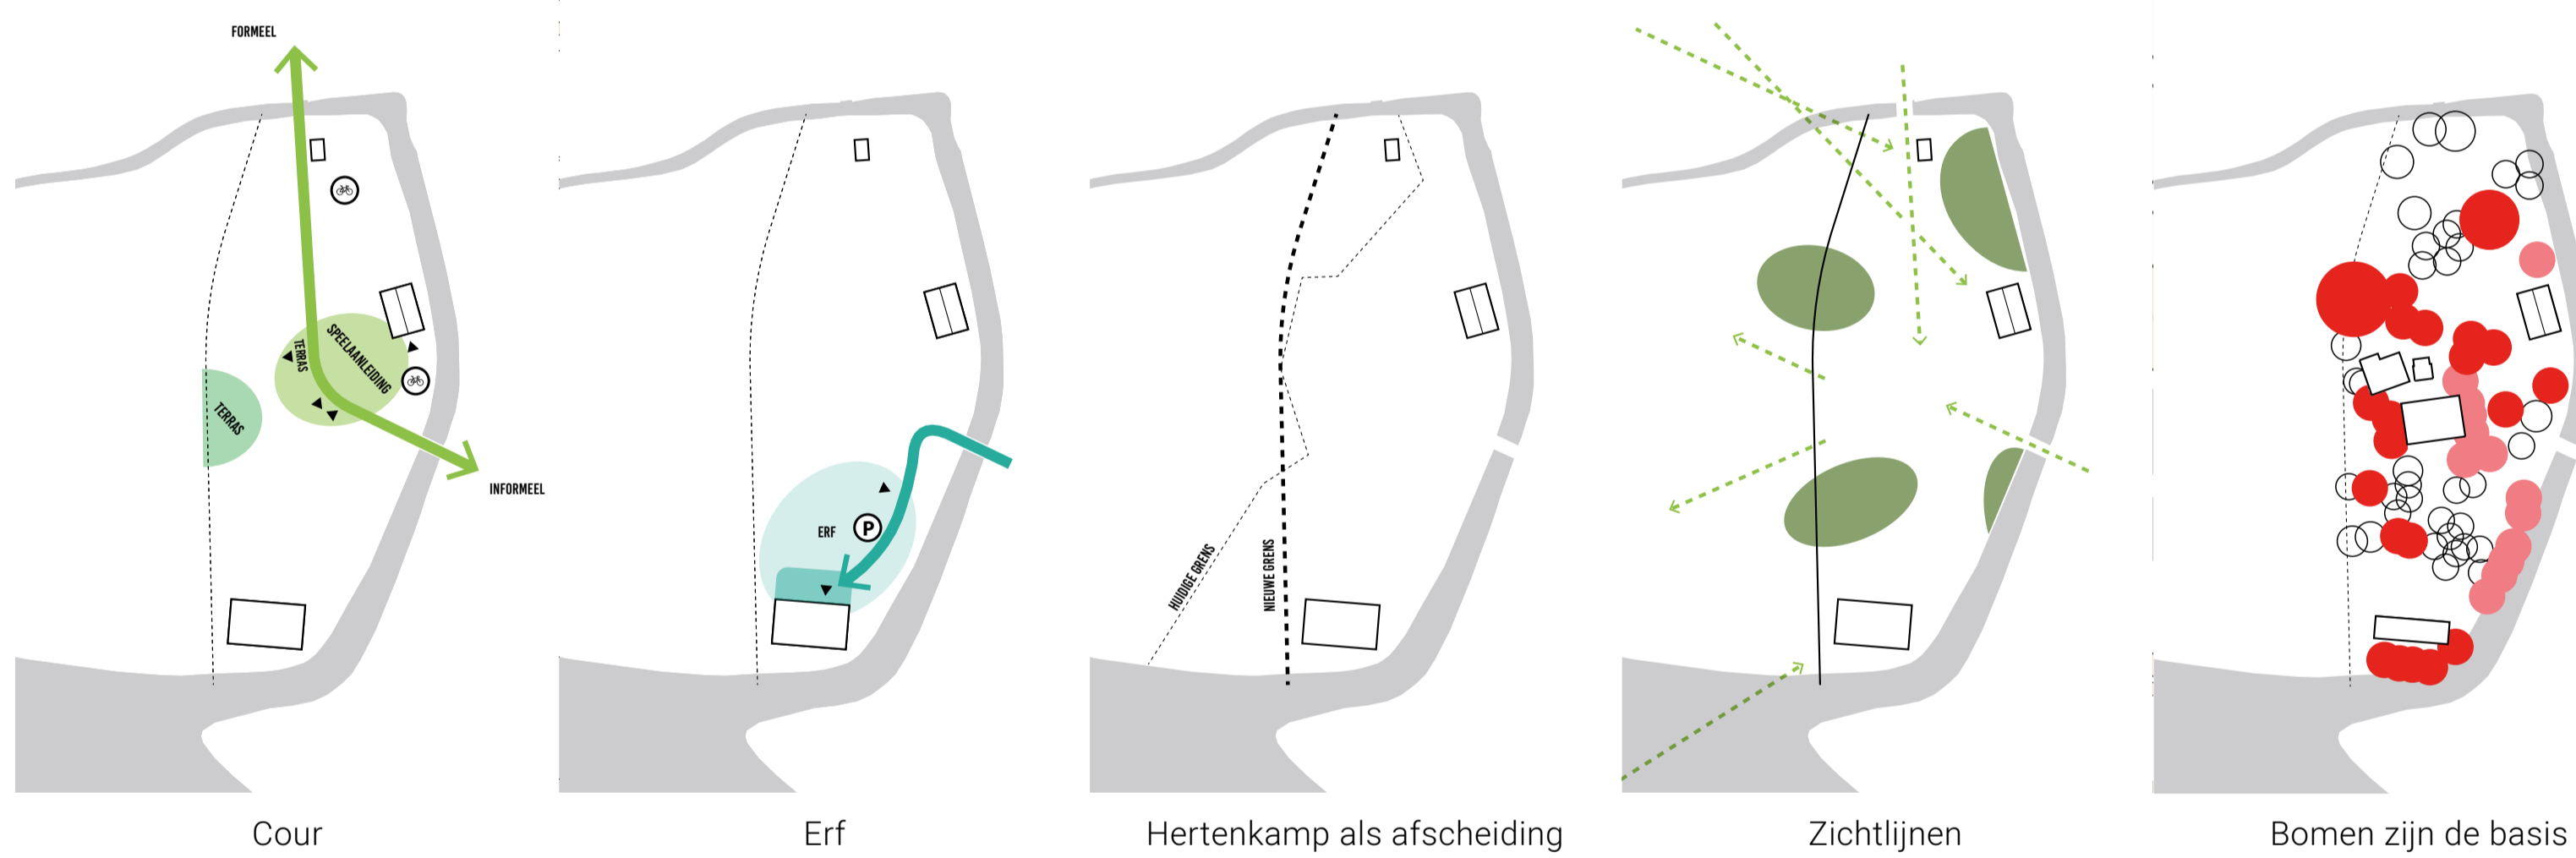 FORMEEL
TERRAS
SPEELAANLEIDING
TERRAS
INFORMEEL
Cour
ERF
P
Erf
HUIDIGE GRENS
NIEUWE GRENS
Hertenkamp als afscheiding
Zichtlijnen
Bomen zijn de basis